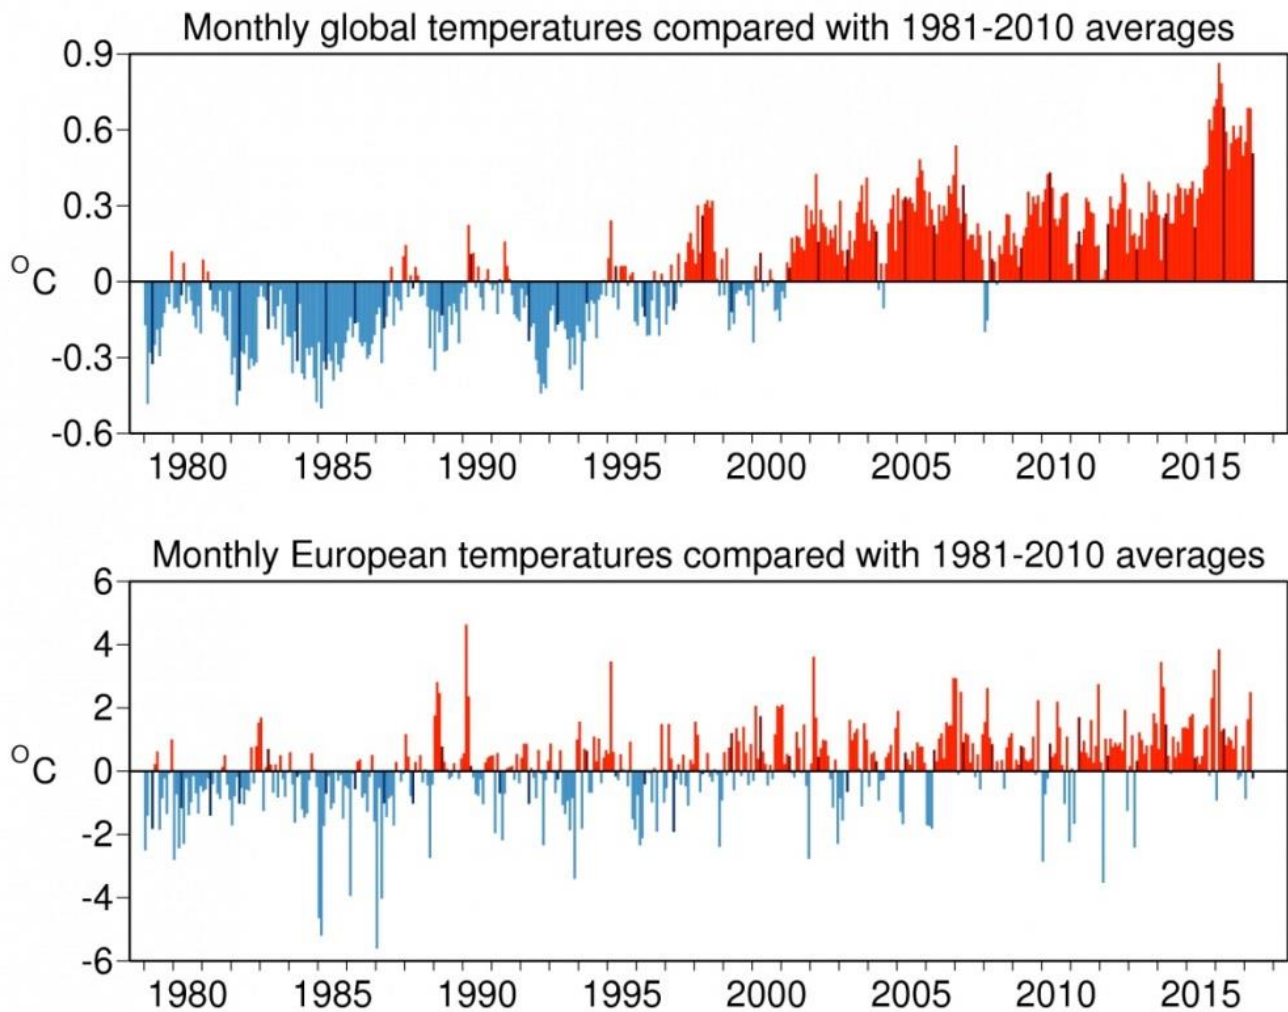 Monthly global temperatures compared with 1981-2010 averages
0.9
0.6
0.3
°C
0
-0.3
-0.6
1980 1985 1990 1995 2000 2005 2010 2015
Monthly European temperatures compared with 1981-2010 averages
6
4
2
°C
0
-2
-4
-6
1980 1985 1990 1995 2000 2005 2010 2015